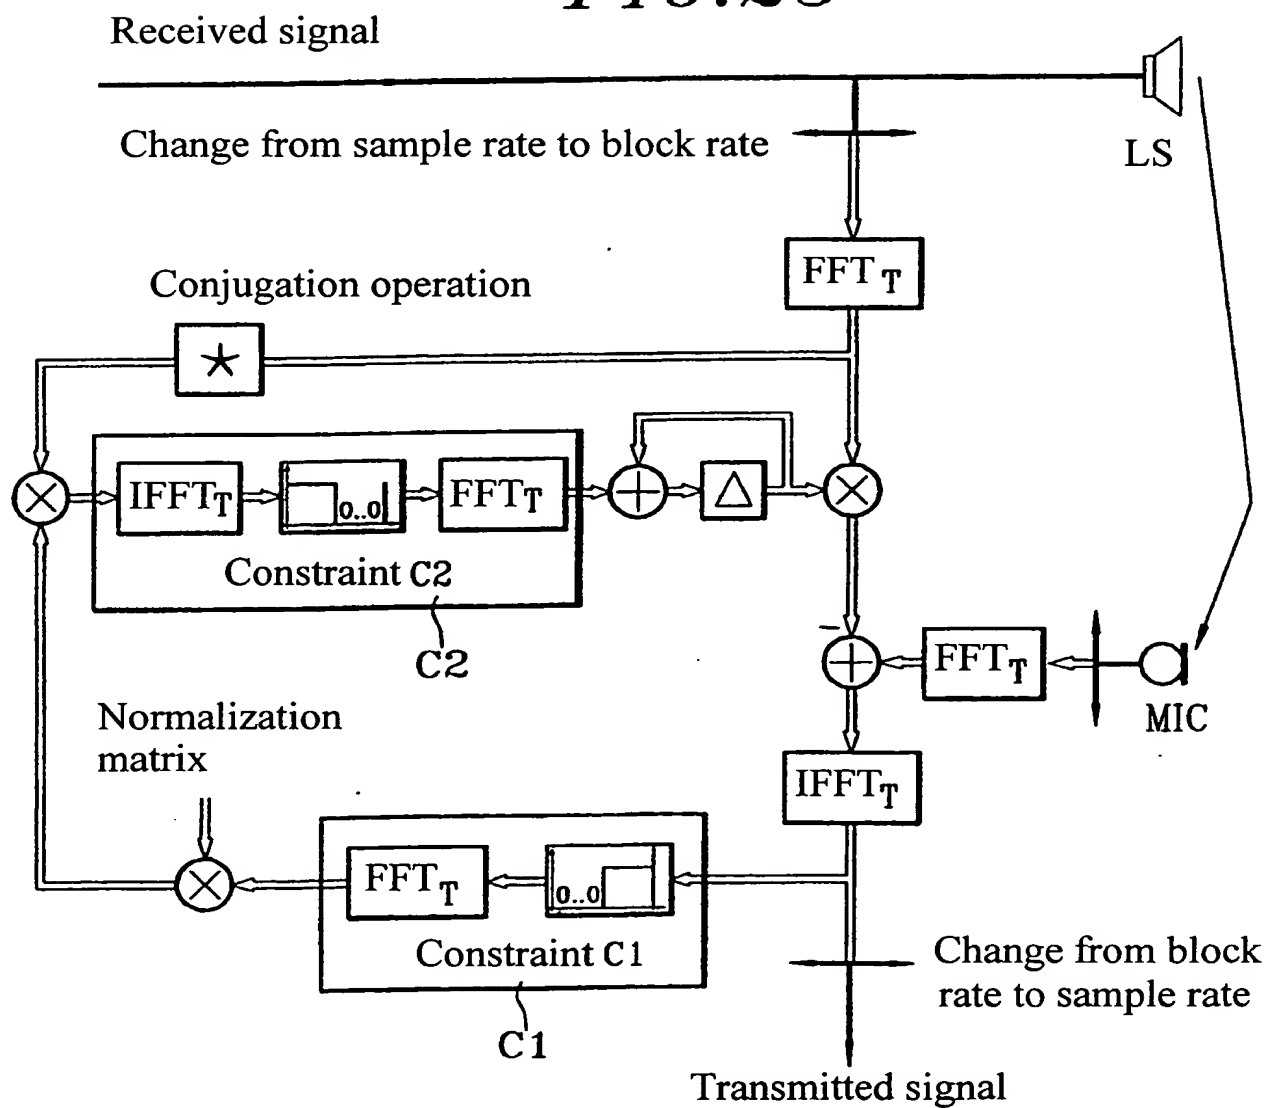 Received signal
LS
Change from sample rate to block rate
FFT T
Conjugation operation
IFFTT
0..0
FFTT
Constraint C2
C2
FFTT
MIC
Normalization
matrix
IFFTT
FFTT
0..0
Constraint C1
C1
Change from block
rate to sample rate
Transmitted signal